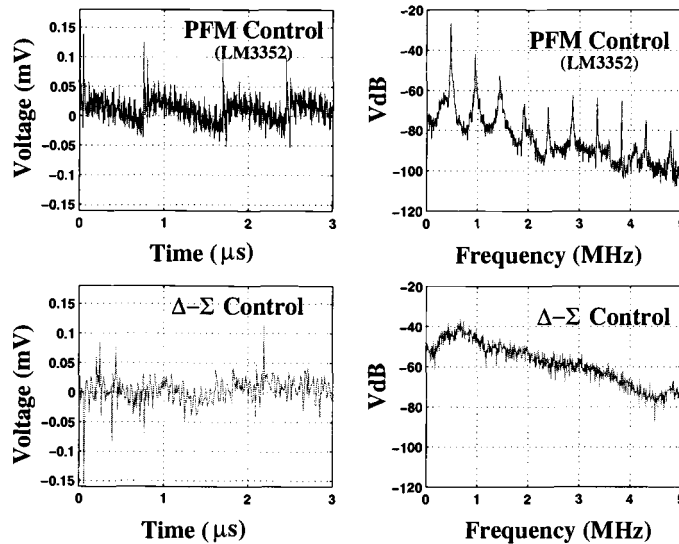 PFM Control
(LM3352)
Voltage (mV)
0.15
0.1
0.05
0
−0.05
−0.1
−0.15
0 1 2 3
Time (μs)
PFM Control
(LM3352)
VdB
−20
−40
−60
−80
−100
−120
0 1 2 3 4 5
Frequency (MHz)
Δ−Σ Control
Voltage (mV)
0.15
0.1
0.05
0
−0.05
−0.1
−0.15
0 1 2 3
Time (μs)
Δ−Σ Control
VdB
−20
−40
−60
−80
−100
−120
0 1 2 3 4 5
Frequency (MHz)